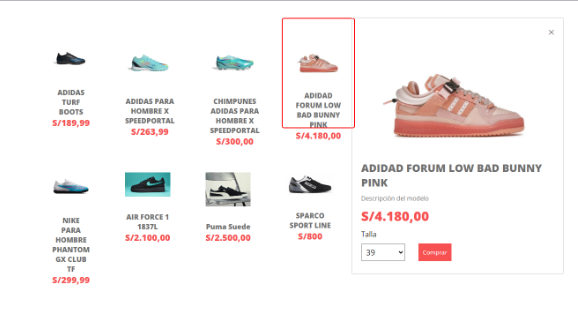 ADIDAS
TURF
BOOTS
S/189,99
ADIDAS PARA
HOMBRE X
SPEEDPORTAL
S/263,99
CHIMPUNES
ADIDAS PARA
HOMBRE X
SPEEDPORTAL
S/300,00
ADIDAD
FORUM LOW
BAD BUNNY
PINK
S/4.180,00
NIKE
PARA
HOMBRE
PHANTOM
GX CLUB
TF
S/299,99
AIR FORCE 1
1837L
S/2.100,00
Puma Suede
S/2.500,00
SPARCO
SPORT LINE
S/800
×
ADIDAD FORUM LOW BAD BUNNY
PINK
Descripción del modelo
S/4.180,00
Talla
39
Comprar